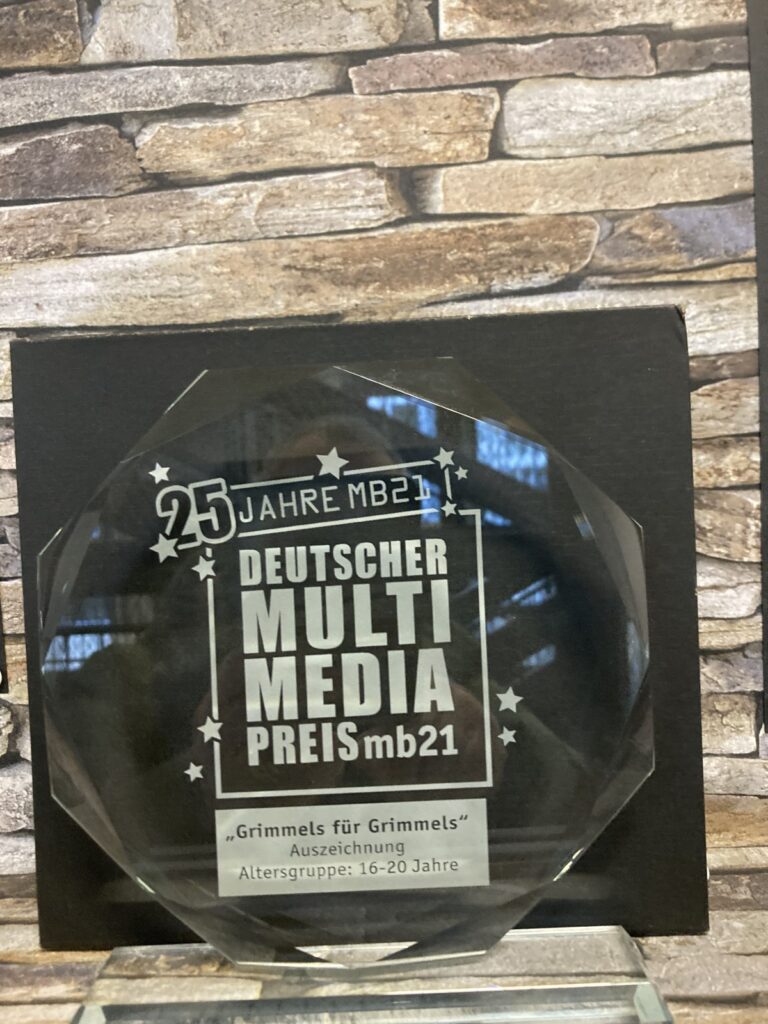 25 JAHRE MB21
DEUTSCHER
MULTI
MEDIA
PREIS mb21
„Grimmels für Grimmels“
Auszeichnung
Altersgruppe: 16-20 Jahre